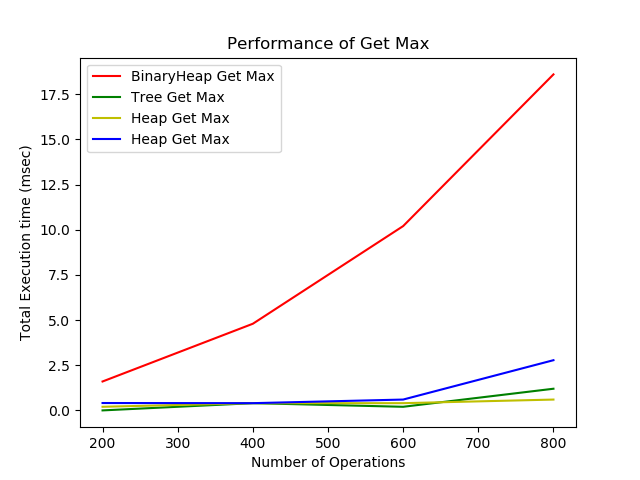 Performance of Get Max
BinaryHeap Get Max
Tree Get Max
Heap Get Max
Heap Get Max
Total Execution time (msec)
17.5
15.0
12.5
10.0
7.5
5.0
2.5
0.0
200 300 400 500 600 700 800
Number of Operations